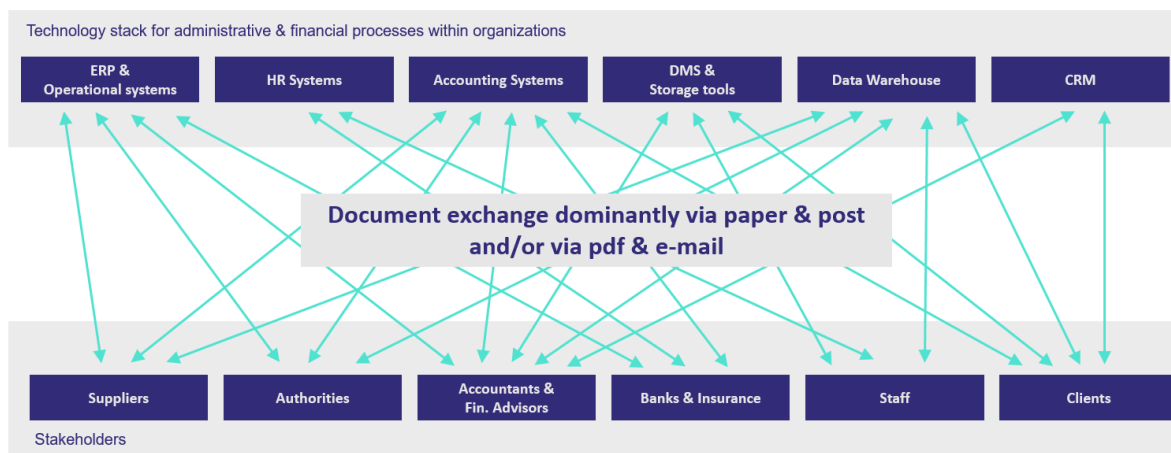 Technology stack for administrative & financial processes within organizations
ERP &
Operational systems
HR Systems
Accounting Systems
DMS &
Storage tools
Data Warehouse
CRM
Document exchange dominantly via paper & post
and/or via pdf & e-mail
Suppliers
Authorities
Accountants &
Fin. Advisors
Banks & Insurance
Staff
Clients
Stakeholders